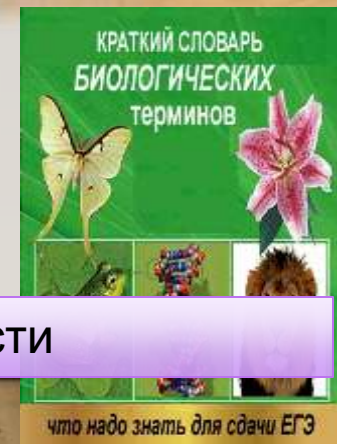 КРАТКИЙ СЛОВАРЬ
БИОЛОГИЧЕСКИХ
терминов
сти
что надо знать для сдачи ЕГЭ